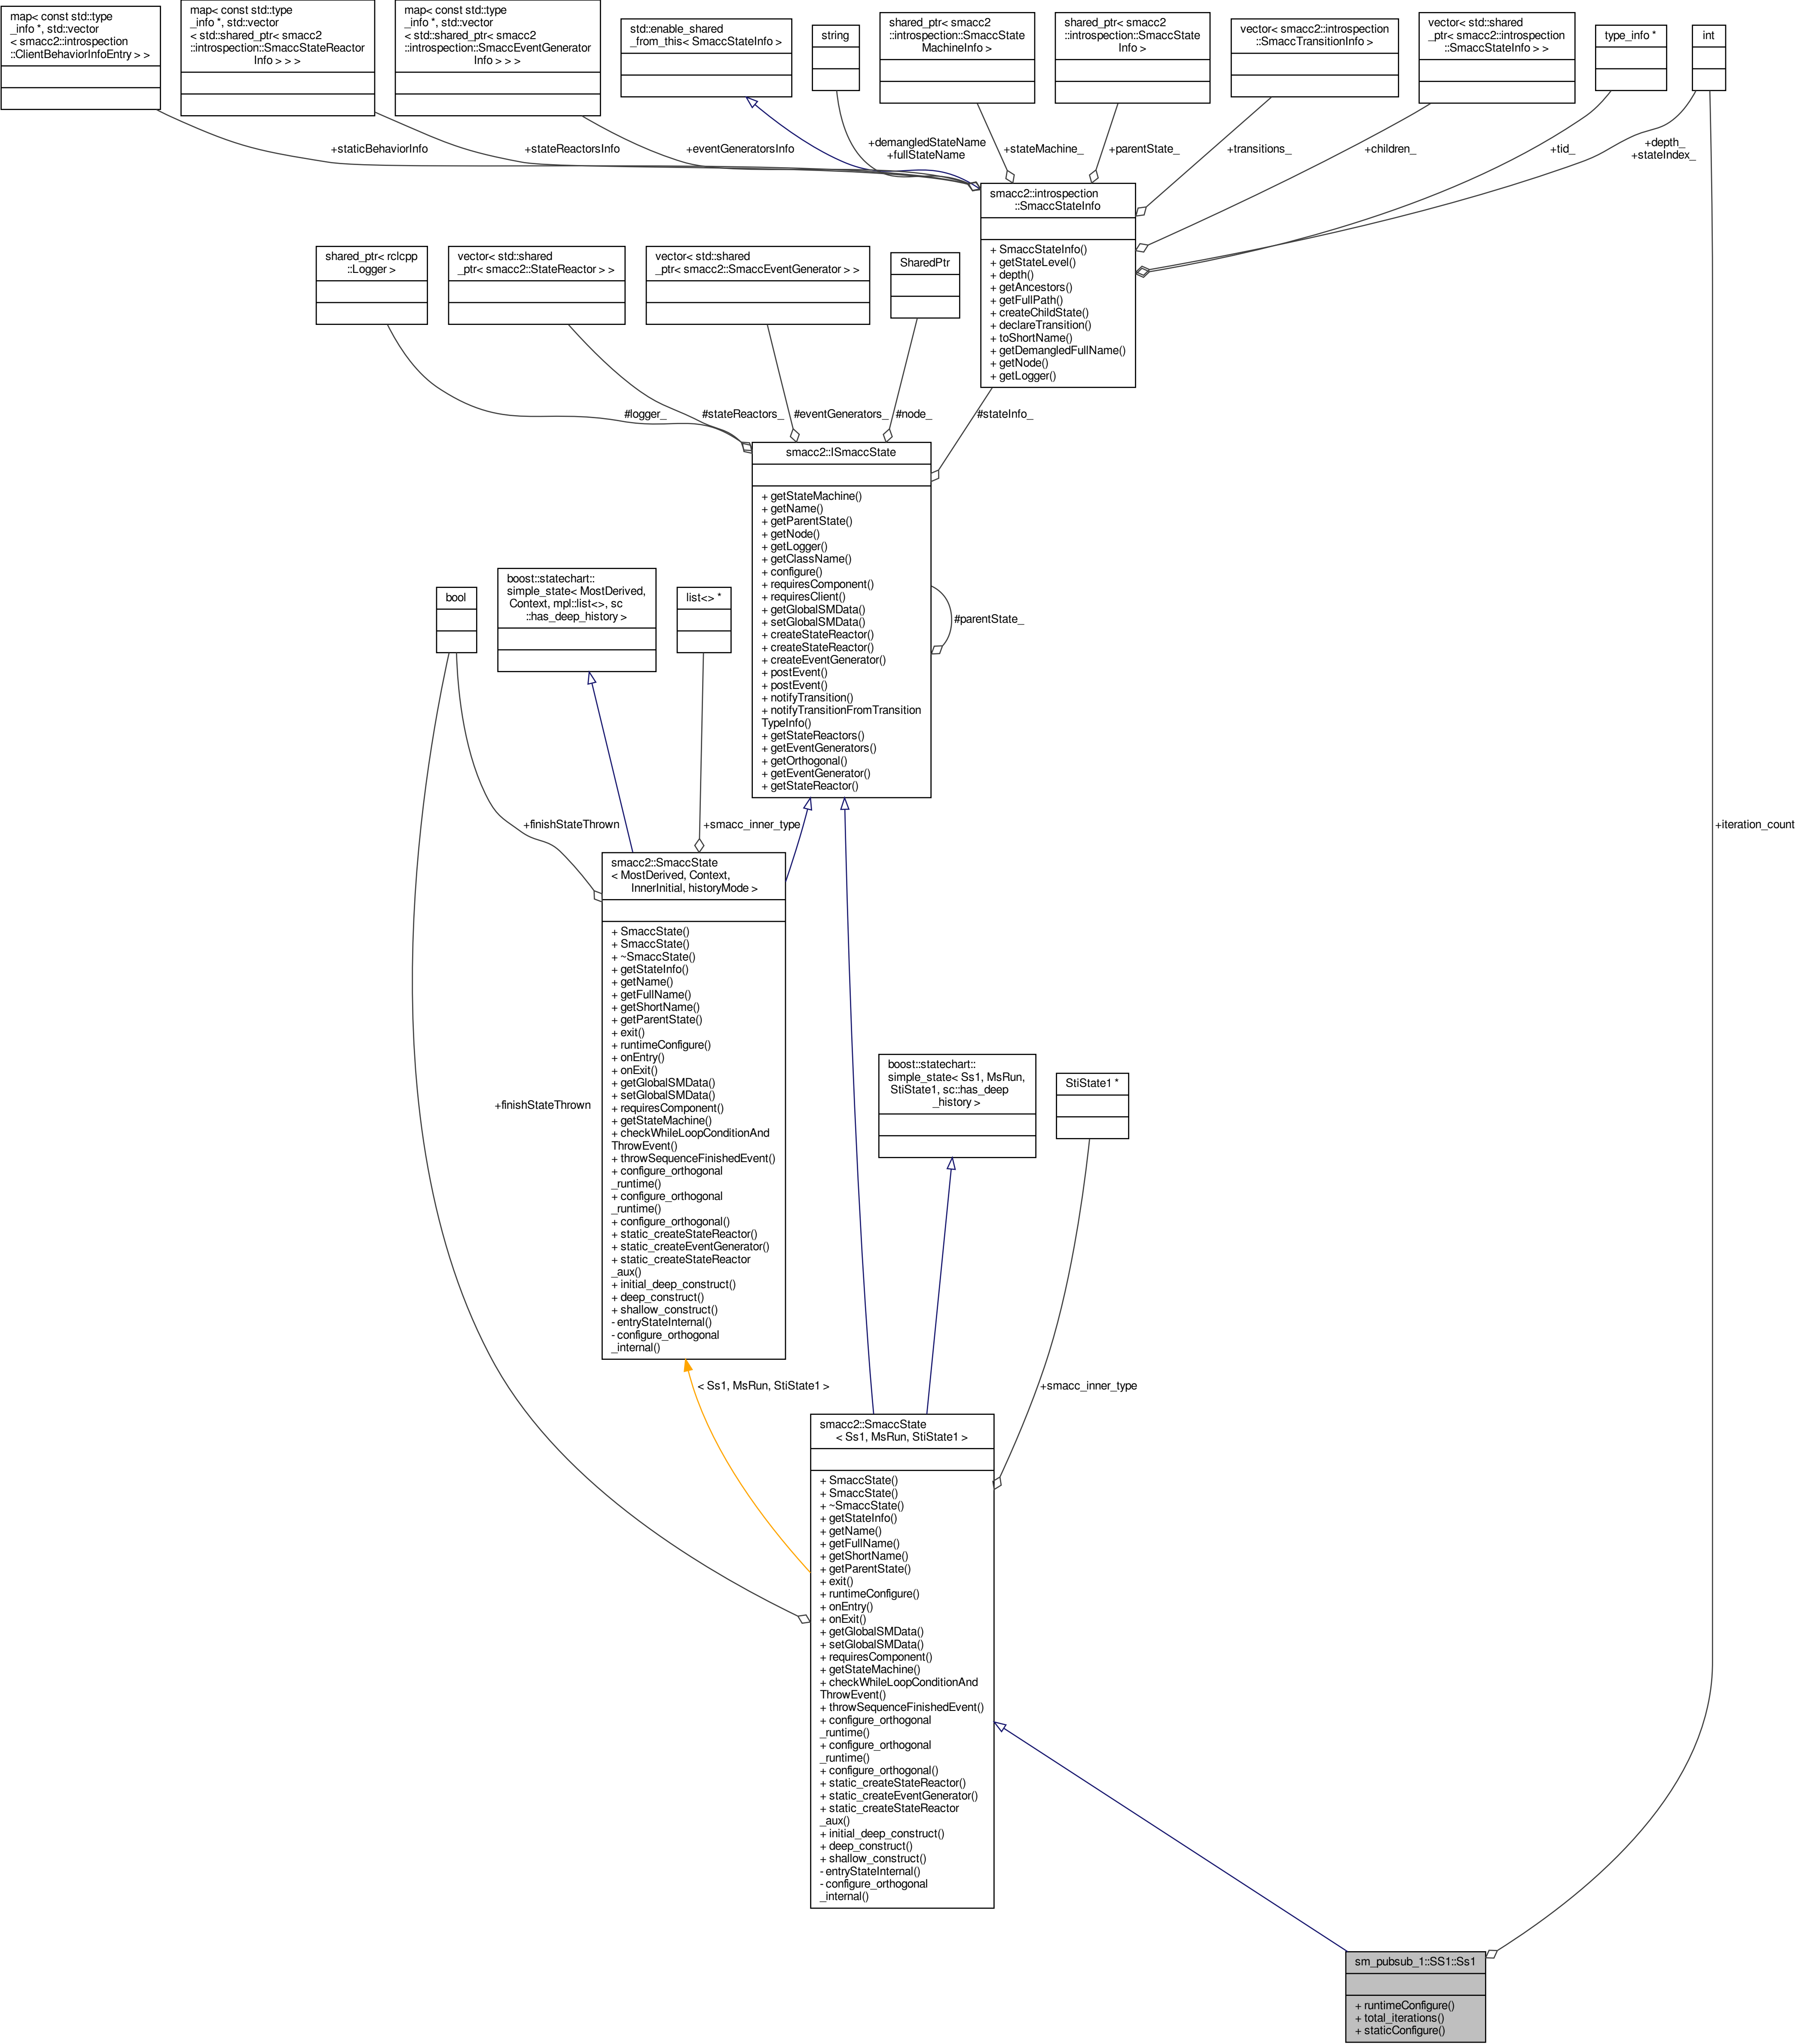 map< const std::type
_info *, std::vector
< smacc2::introspection
::ClientBehaviorInfoEntry > >
map< const std::type
_info *, std::vector
< std::shared_ptr< smacc2
::introspection::SmaccStateReactor
Info > > >
map< const std::type
_info *, std::vector
< std::shared_ptr< smacc2
::introspection::SmaccEventGenerator
Info > > >
std::enable_shared
_from_this< SmaccStateInfo >
string
shared_ptr< smacc2
::introspection::SmaccState
MachineInfo >
shared_ptr< smacc2
::introspection::SmaccState
Info >
vector< smacc2::introspection
::SmaccTransitionInfo >
vector< std::shared
_ptr< smacc2::introspection
::SmaccStateInfo > >
type_info *
int
+staticBehaviorInfo
+stateReactorsInfo
+eventGeneratorsInfo
+demangledStateName
+fullStateName
+stateMachine_
+parentState_
+transitions_
+children_
+tid_
+depth_
+stateIndex_
smacc2::introspection
::SmaccStateInfo
+ SmaccStateInfo()
+ getStateLevel()
+ depth()
+ getAncestors()
+ getFullPath()
+ createChildState()
+ declareTransition()
+ toShortName()
+ getDemangledFullName()
+ getNode()
+ getLogger()
shared_ptr< rclcpp
::Logger >
vector< std::shared
_ptr< smacc2::StateReactor > >
vector< std::shared
_ptr< smacc2::SmaccEventGenerator > >
SharedPtr
#logger_
#stateReactors_
#eventGenerators_
#node_
#stateInfo_
smacc2::ISmaccState
+ getStateMachine()
+ getName()
+ getParentState()
+ getNode()
+ getLogger()
+ getClassName()
+ configure()
+ requiresComponent()
+ requiresClient()
+ getGlobalSMData()
+ setGlobalSMData()
+ createStateReactor()
+ createStateReactor()
+ createEventGenerator()
+ postEvent()
+ postEvent()
+ notifyTransition()
+ notifyTransitionFromTransition
TypeInfo()
+ getStateReactors()
+ getEventGenerators()
+ getOrthogonal()
+ getEventGenerator()
+ getStateReactor()
#parentState_
bool
boost::statechart::
simple_state< MostDerived,
Context, mpl::list<>, sc
::has_deep_history >
list<> *
+finishStateThrown
+smacc_inner_type
+iteration_count
smacc2::SmaccState
< MostDerived, Context,
InnerInitial, historyMode >
+ SmaccState()
+ SmaccState()
+ ~SmaccState()
+ getStateInfo()
+ getName()
+ getFullName()
+ getShortName()
+ getParentState()
+ exit()
+ runtimeConfigure()
+ onEntry()
+ onExit()
+ getGlobalSMData()
+ setGlobalSMData()
+ requiresComponent()
+ getStateMachine()
+ checkWhileLoopConditionAnd
ThrowEvent()
+ throwSequenceFinishedEvent()
+ configure_orthogonal
_runtime()
+ configure_orthogonal
_runtime()
+ configure_orthogonal()
+ static_createStateReactor()
+ static_createEventGenerator()
+ static_createStateReactor
_aux()
+ initial_deep_construct()
+ deep_construct()
+ shallow_construct()
- entryStateInternal()
- configure_orthogonal
_internal()
+finishStateThrown
boost::statechart::
simple_state< Ss1, MsRun,
StiState1, sc::has_deep
_history >
StiState1 *
< Ss1, MsRun, StiState1 >
+smacc_inner_type
smacc2::SmaccState
< Ss1, MsRun, StiState1 >
+ SmaccState()
+ SmaccState()
+ ~SmaccState()
+ getStateInfo()
+ getName()
+ getFullName()
+ getShortName()
+ getParentState()
+ exit()
+ runtimeConfigure()
+ onEntry()
+ onExit()
+ getGlobalSMData()
+ setGlobalSMData()
+ requiresComponent()
+ getStateMachine()
+ checkWhileLoopConditionAnd
ThrowEvent()
+ throwSequenceFinishedEvent()
+ configure_orthogonal
_runtime()
+ configure_orthogonal
_runtime()
+ configure_orthogonal()
+ static_createStateReactor()
+ static_createEventGenerator()
+ static_createStateReactor
_aux()
+ initial_deep_construct()
+ deep_construct()
+ shallow_construct()
- entryStateInternal()
- configure_orthogonal
_internal()
sm_pubsub_1::SS1::Ss1
+ runtimeConfigure()
+ total_iterations()
+ staticConfigure()